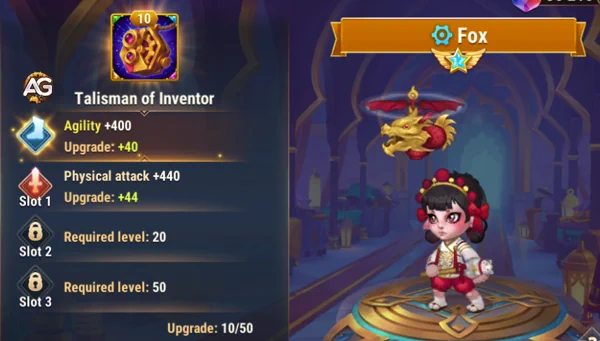 10
Fox
AG
Talisman of Inventor
Agility +400
Upgrade: +40
Physical attack +440
Upgrade: +44
Slot 1
Required level: 20
Slot 2
Required level: 50
Slot 3
Upgrade: 10/50